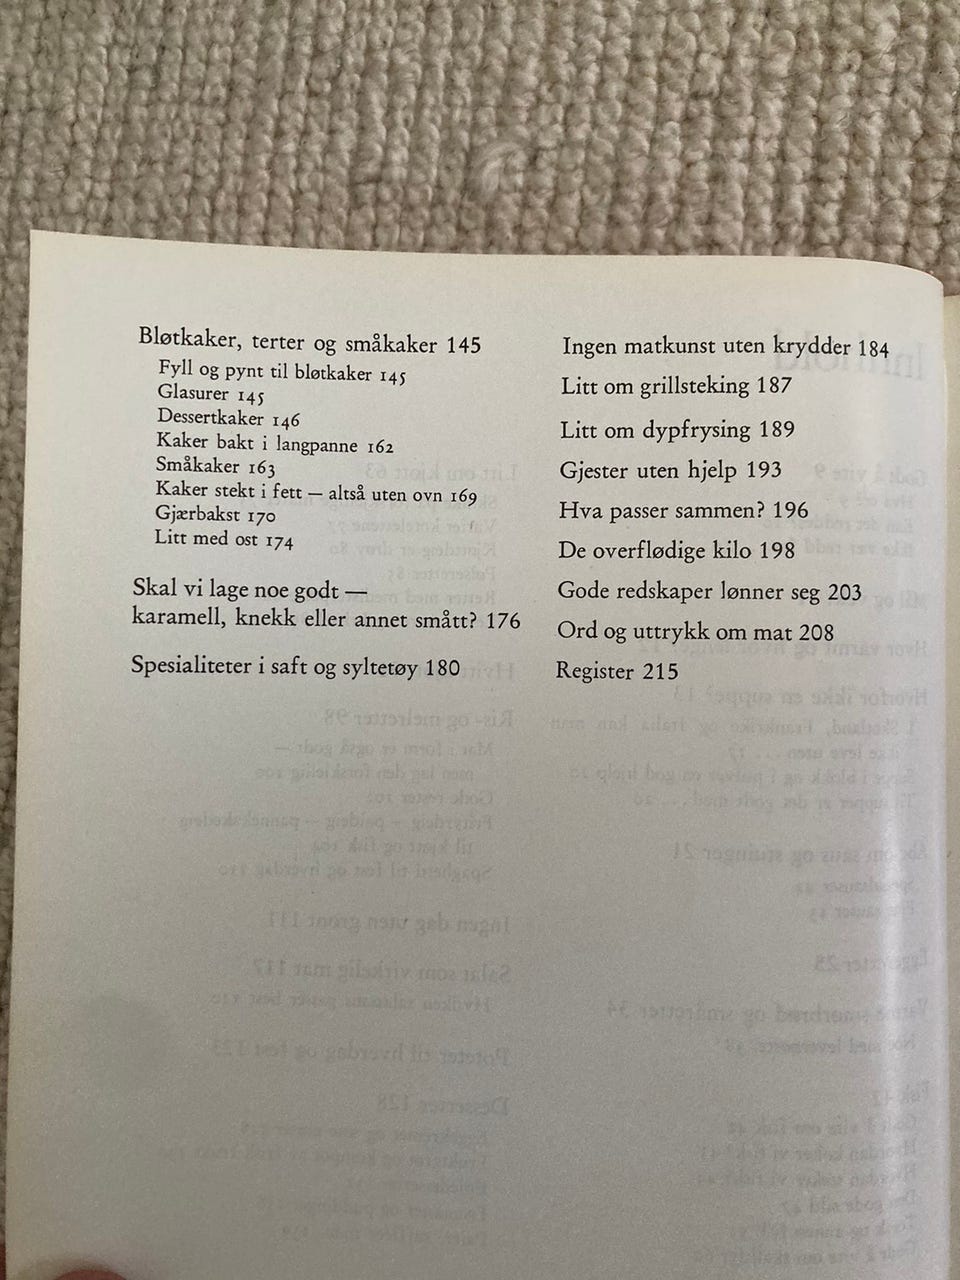 Bløtkaker, terter og småkaker 145
Fyll og pynt til bløtkaker 145
Glasurer 145
Dessertkaker 146
Kaker bakt i langpanne 162
Småkaker 163
Kaker stekt i fett — altså uten ovn 169
Gjærbakst 170
Litt med ost 174
Skal vi lage noe godt —
karamell, knekk eller annet smått? 176
Spesialiteter i saft og syltetøy 180
Ingen matkunst uten krydder 184
Litt om grillsteking 187
Litt om dypfrysing 189
Gjester uten hjelp 193
Hva passer sammen? 196
De overflødige kilo 198
Gode redskaper lønner seg 203
Ord og uttrykk om mat 208
Register 215